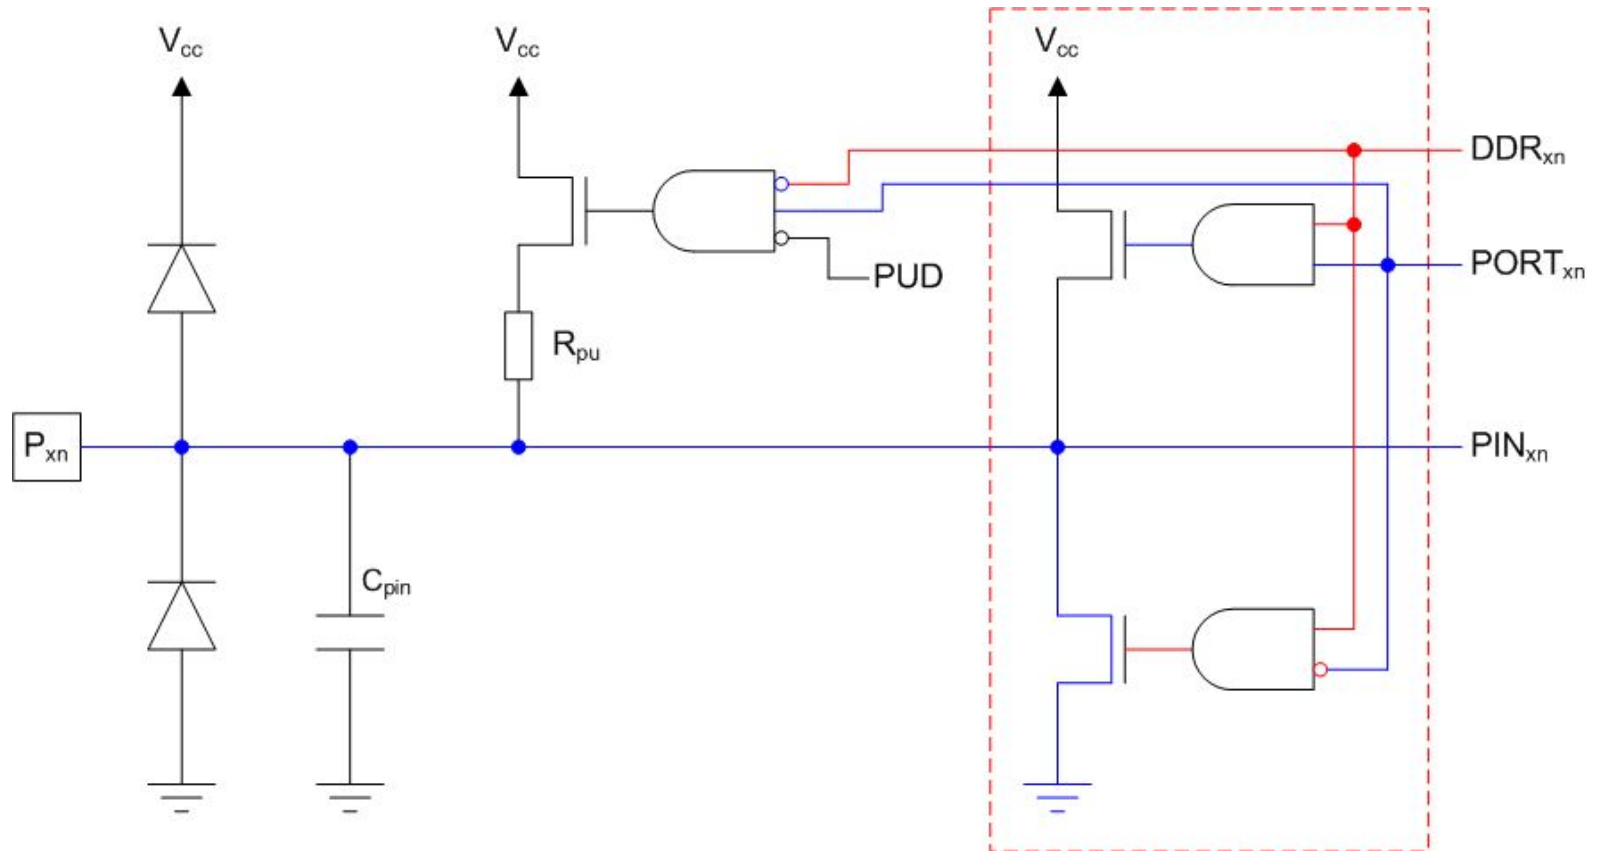 Vcc
Vcc
Vcc
DDRxn
PORTxn
PUD
Rpu
Pxn
PINxn
Cpin